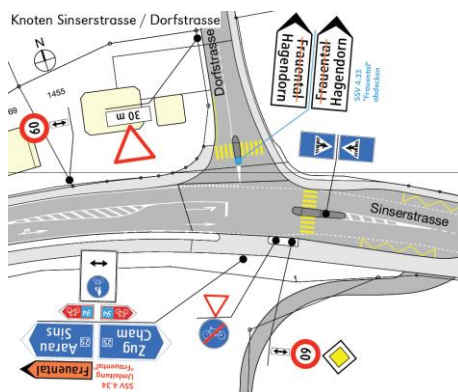 Knoten Sinserstrasse / Dorfstrasse
N
1455
69
60
30 m
Dorfstrasse
Frauental
Hagendorn
Frauental
Hagendorn
SSV 4.33
"Frauental"
abdecken
Sinserstrasse
94
94
Aarau
Sins
25
Zug
Cham
25
Frauental
SSV 4.34
Umleitung
"Frauental"
60